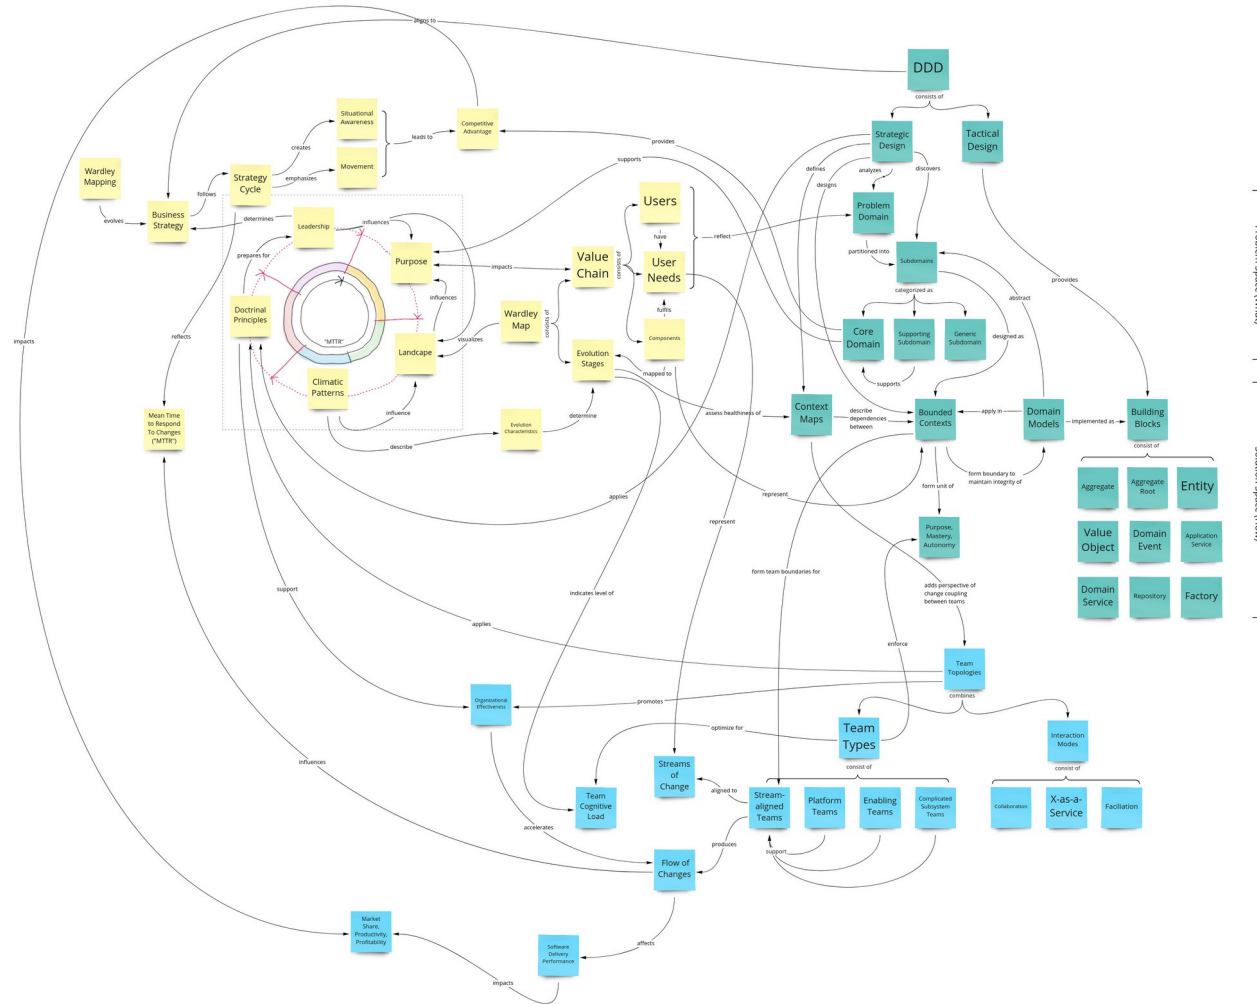 aligns to
DDD
consists of
Strategic
Design
Tactical
Design
Situational
Awareness
Competitive
Advantage
leads to
creates
emphasizes
Movement
Wardley
Mapping
Strategy
Cycle
follows
evolves
Business
Strategy
provides
supports
defines
designs
analyzes
discovers
Problem
Domain
partitioned into
Subdomains
categorized as
Core
Domain
Supporting
Subdomain
Generic
Subdomain
supports
abstract
designed as
proovides
determines
Leadership
influences
Purpose
prepares for
influences
Doctrinal
Principles
"MTTR"
Landcape
Climatic
Patterns
influence
visualizes
describe
impacts
Users
have
User
Needs
reflect
Value
Chain
consists of
fulfils
Components
Wardley
Map
consists of
Evolution
Stages
mapped to
Evolution
Characteristics
determine
impacts
reflects
Mean Time
to Respond
To Changes
("MTTR")
assess healthiness of
Context
Maps
describe
dependencies
between
Bounded
Contexts
apply in
Domain
Models
implemented as
Building
Blocks
consist of
form boundary to
maintain integrity of
form unit of
Aggregate
Aggregate
Root
Entity
Value
Object
Domain
Event
Application
Service
Domain
Service
Repository
Factory
Purpose,
Mastery,
Autonomy
represent
applies
represent
form team boundaries for
adds perspective of
change coupling
between teams
indicates level of
support
applies
enforce
Team
Topologies
combines
Organizational
Effectiveness
promotes
optimize for
Team
Types
consist of
Interaction
Modes
consist of
Streams
of
Change
aligned to
Team
Cognitive
Load
Stream-
aligned
Teams
Platform
Teams
Enabling
Teams
Complicated
Subsystem
Teams
Collaboration
X-as-a-
Service
Faciliation
influences
accelerates
produces
support
Flow of
Changes
Market
Share,
Productivity,
Profitability
affects
Software
Delivery
Performance
impacts